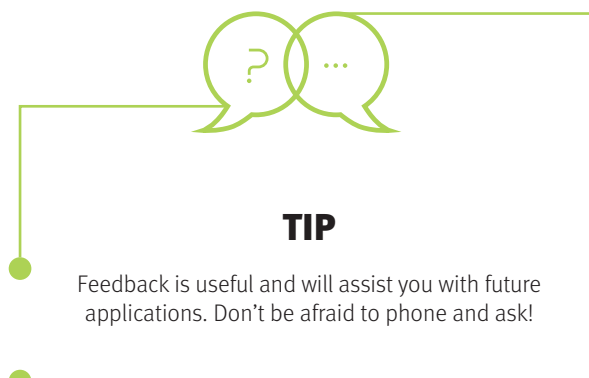 ?
...
TIP
Feedback is useful and will assist you with future
applications. Don’t be afraid to phone and ask!